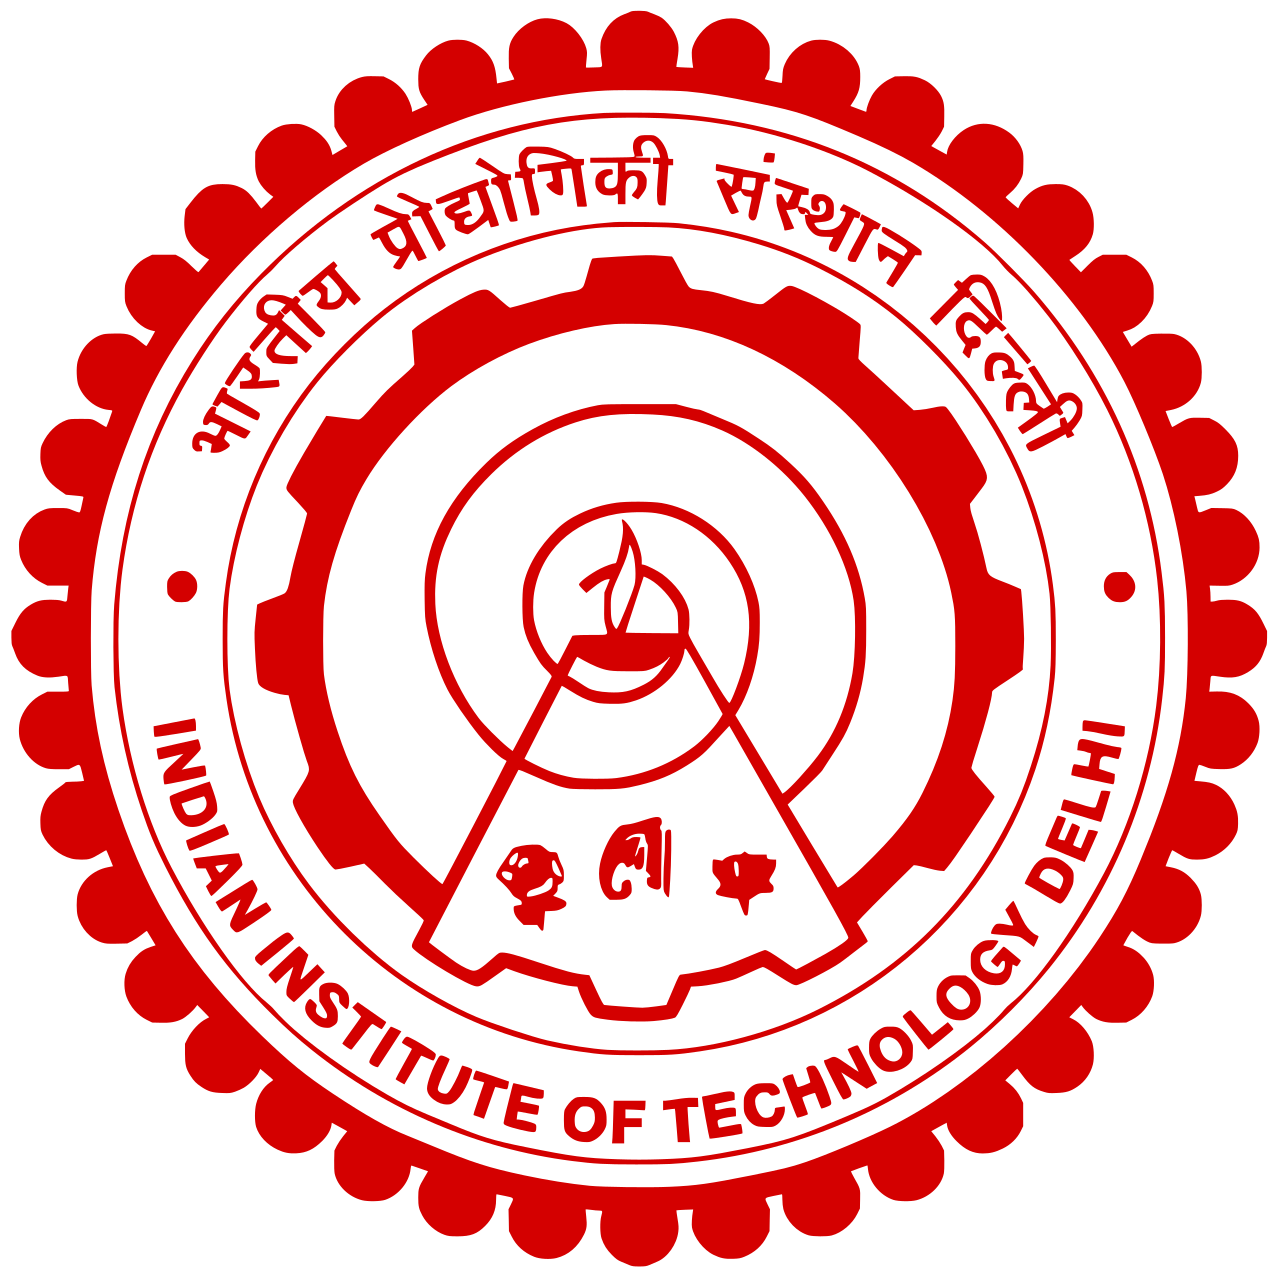 भारतीय प्रौद्योगिकी संस्थान दिल्ली
INDIAN INSTITUTE OF TECHNOLOGY DELHI